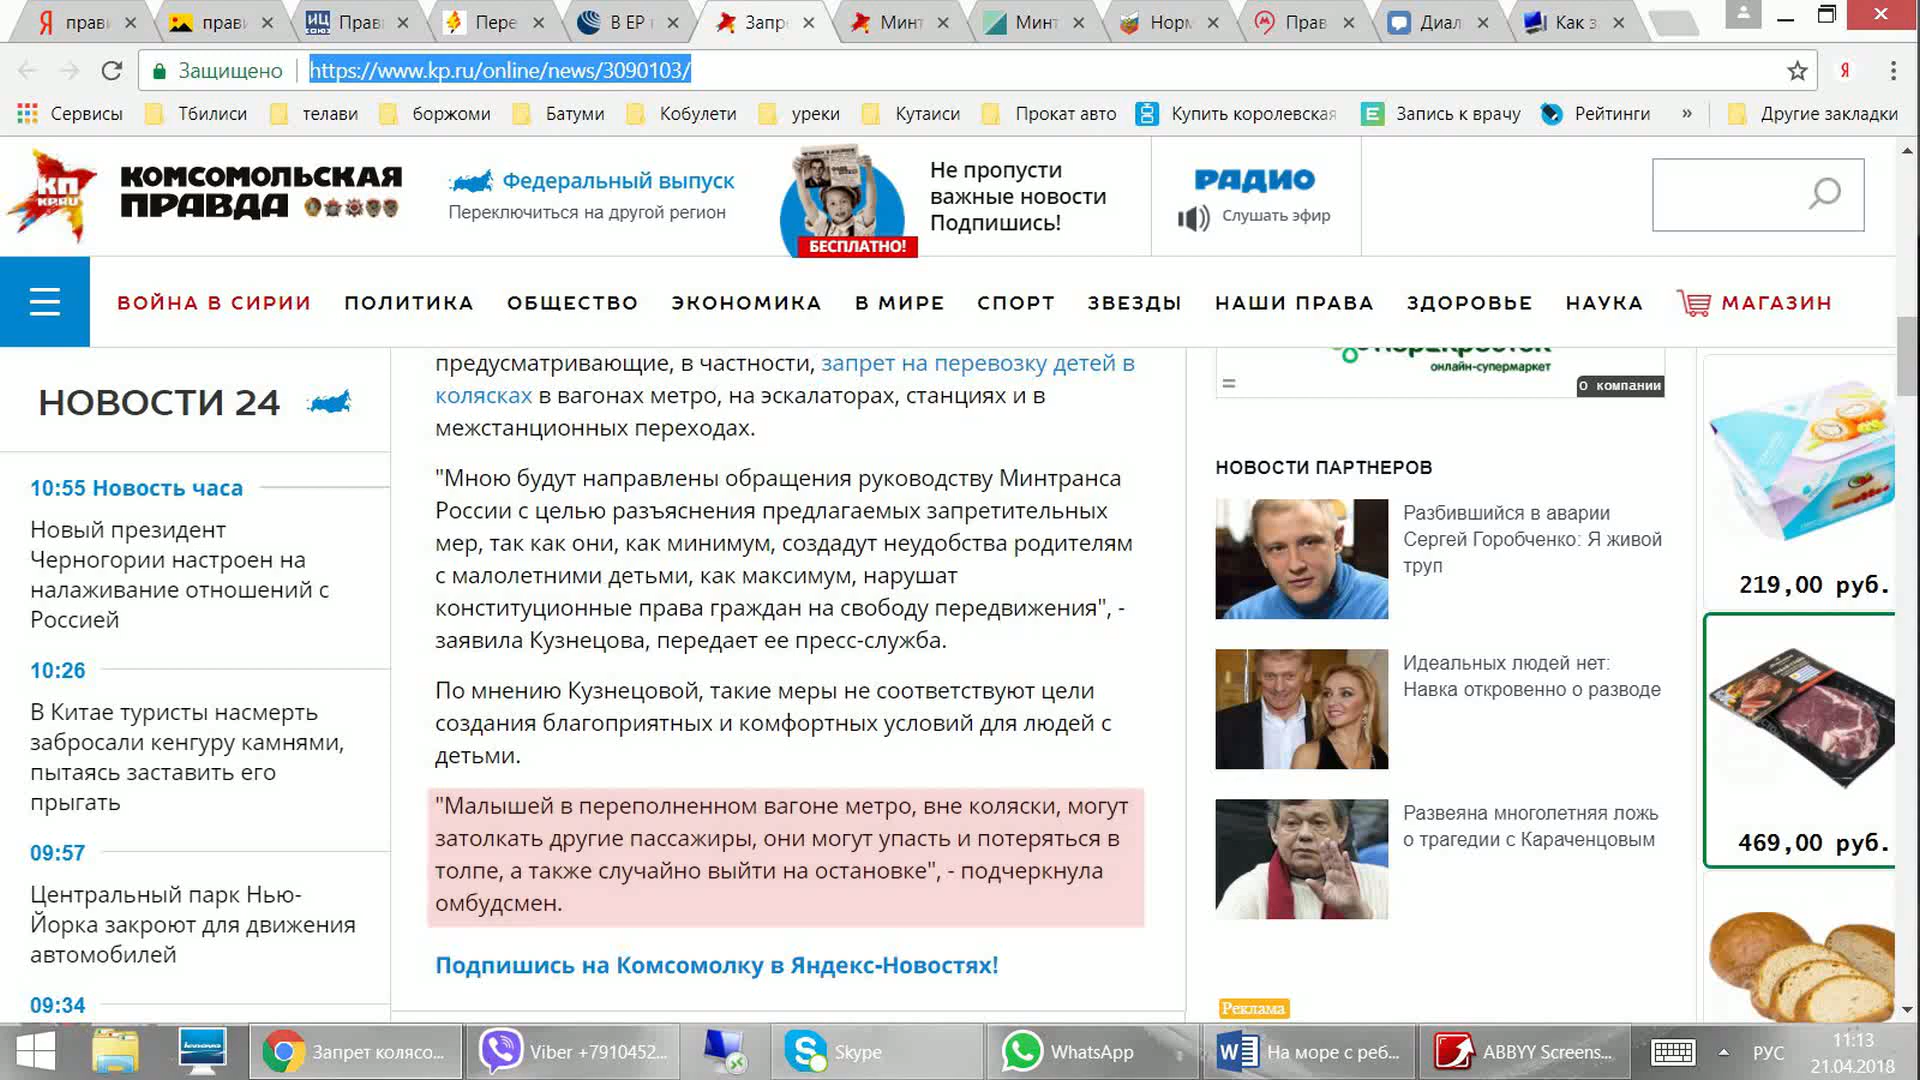 прави
прави
Прави
Пере
В ЕР
Запре
Минт
Минт
Норм
Прав
Диал
Как з
Защищено
https://www.kp.ru/online/news/3090103/
Сервисы
Тбилиси
телави
боржоми
Батуми
Кобулети
уреки
Кутаиси
Прокат авто
Купить королевская
Запись к врачу
Рейтинги
»
Другие закладки
КП
KP.RU
КОМСОМОЛЬСКАЯ
ПРАВДА
Федеральный выпуск
Переключиться на другой регион
БЕСПЛАТНО!
Не пропусти
важные новости
Подпишись!
РАДИО
Слушать эфир
ВОЙНА В СИРИИ
ПОЛИТИКА
ОБЩЕСТВО
ЭКОНОМИКА
В МИРЕ
СПОРТ
ЗВЕЗДЫ
НАШИ ПРАВА
ЗДОРОВЬЕ
НАУКА
МАГАЗИН
НОВОСТИ 24
10:55 Новость часа
Новый президент
Черногории настроен на
налаживание отношений с
Россией
10:26
В Китае туристы насмерть
забросали кенгуру камнями,
пытаясь заставить его
прыгать
09:57
Центральный парк Нью-
Йорка закроют для движения
автомобилей
09:34
предусматривающие, в частности, запрет на перевозку детей в
колясках в вагонах метро, на эскалаторах, станциях и в
межстанционных переходах.
"Мною будут направлены обращения руководству Минтранса
России с целью разъяснения предлагаемых запретительных
мер, так как они, как минимум, создадут неудобства родителям
с малолетними детьми, как максимум, нарушат
конституционные права граждан на свободу передвижения", -
заявила Кузнецова, передает ее пресс-служба.
По мнению Кузнецовой, такие меры не соответствуют цели
создания благоприятных и комфортных условий для людей с
детьми.
"Малышей в переполненном вагоне метро, вне коляски, могут
затолкать другие пассажиры, они могут упасть и потеряться в
толпе, а также случайно выйти на остановке", - подчеркнула
омбудсмен.
Подпишись на Комсомолку в Яндекс-Новостях!
онлайн-супермаркет
О компании
НОВОСТИ ПАРТНЕРОВ
Разбившийся в аварии
Сергей Горобченко: Я живой
труп
Идеальных людей нет:
Навка откровенно о разводе
Развеяна многолетняя ложь
о трагедии с Караченцовым
Реклама
219,00 руб.
469,00 руб.
Запрет колясо...
Viber +7910452...
Skype
WhatsApp
На море с реб...
ABBYY Screens...
РУС
11:13
21.04.2018